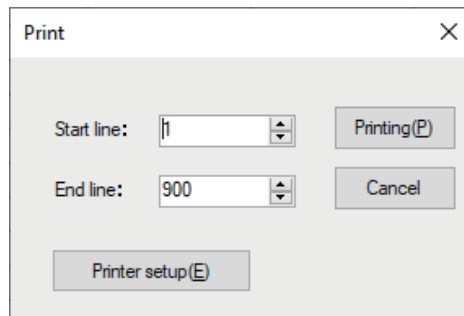 Print
Start line: 1 Printing(P)
End line: 900 Cancel
Printer setup(E)